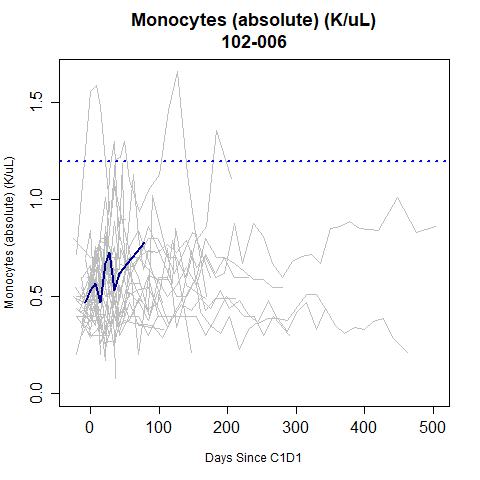 Monocytes (absolute) (K/uL)
102-006
Monocytes (absolute) (K/uL)
1.5
1.0
0.5
0.0
0 100 200 300 400 500
Days Since C1D1